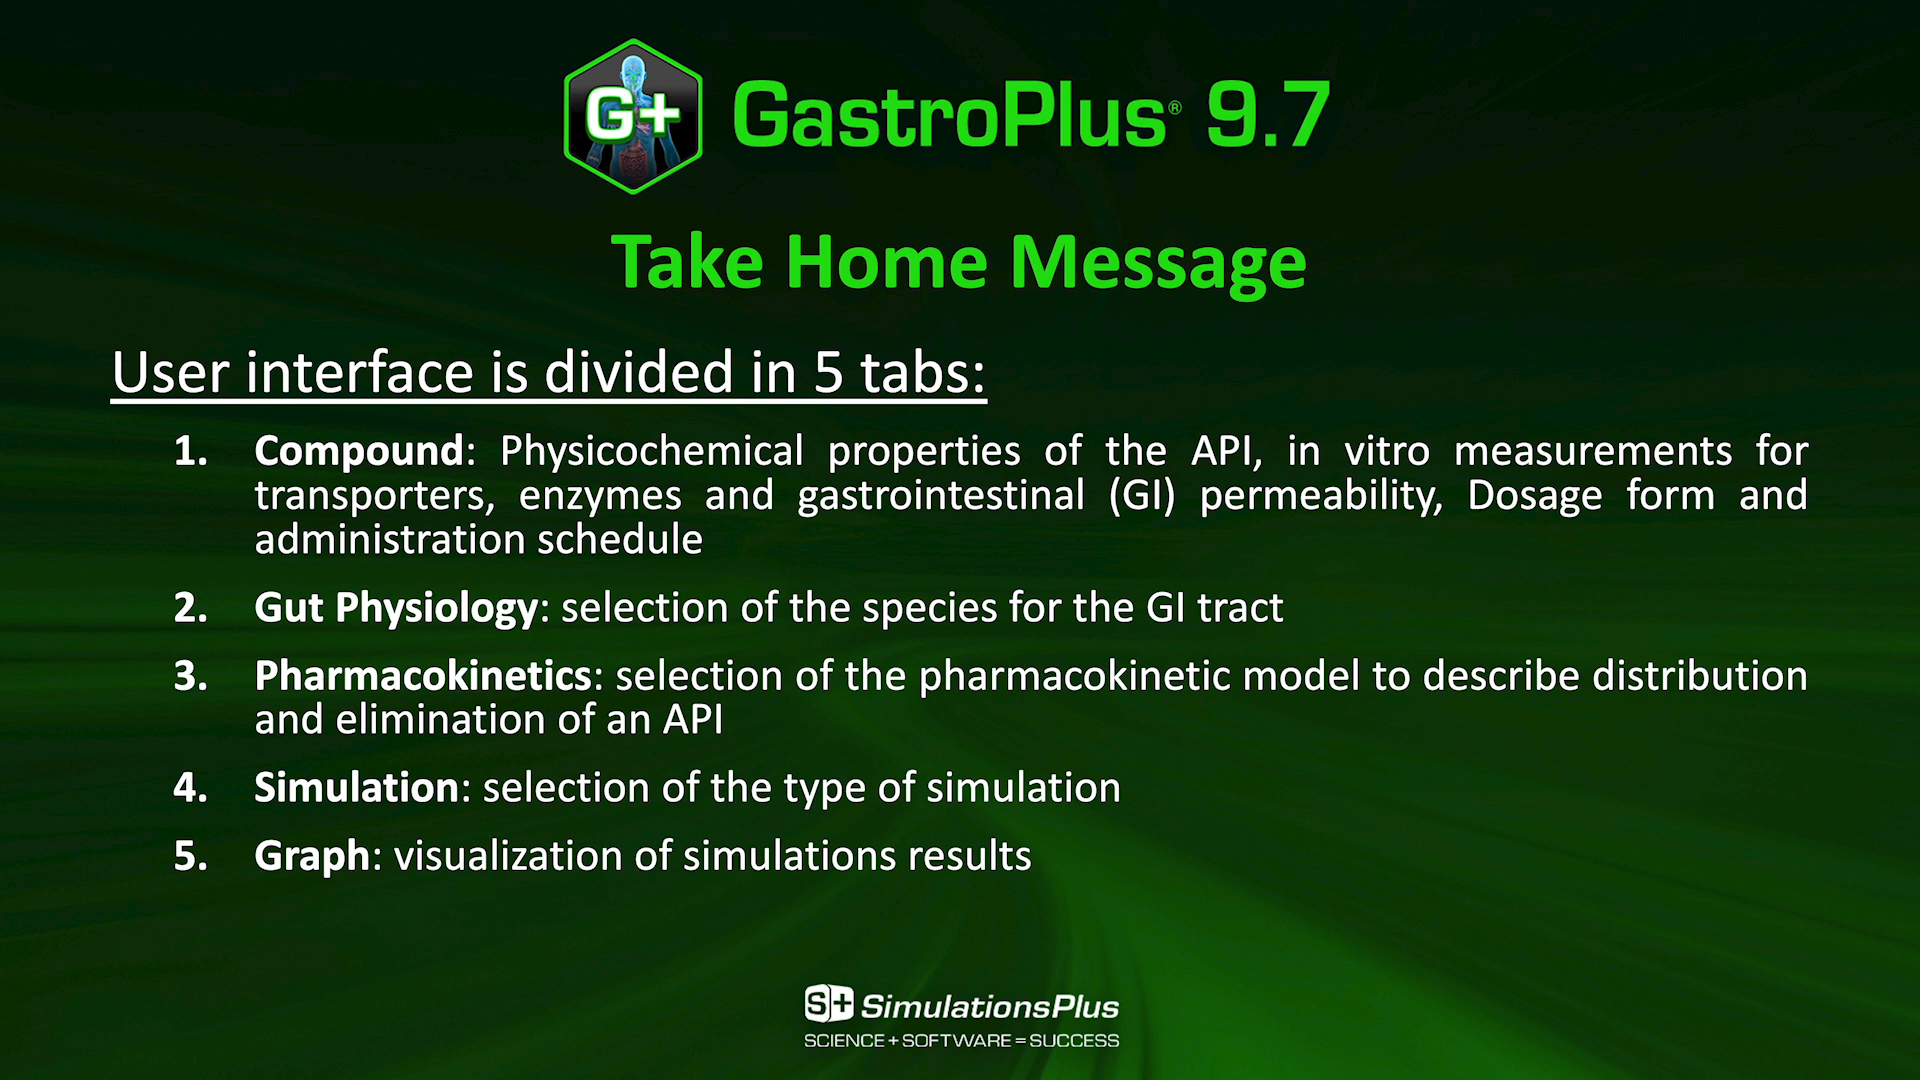 G+ GastroPlus® 9.7
Take Home Message
User interface is divided in 5 tabs:
1. Compound: Physicochemical properties of the API, in vitro measurements for
transporters, enzymes and gastrointestinal (GI) permeability, Dosage form and
administration schedule
2. Gut Physiology: selection of the species for the GI tract
3. Pharmacokinetics: selection of the pharmacokinetic model to describe distribution
and elimination of an API
4. Simulation: selection of the type of simulation
5. Graph: visualization of simulations results
S+ SimulationsPlus
SCIENCE + SOFTWARE = SUCCESS